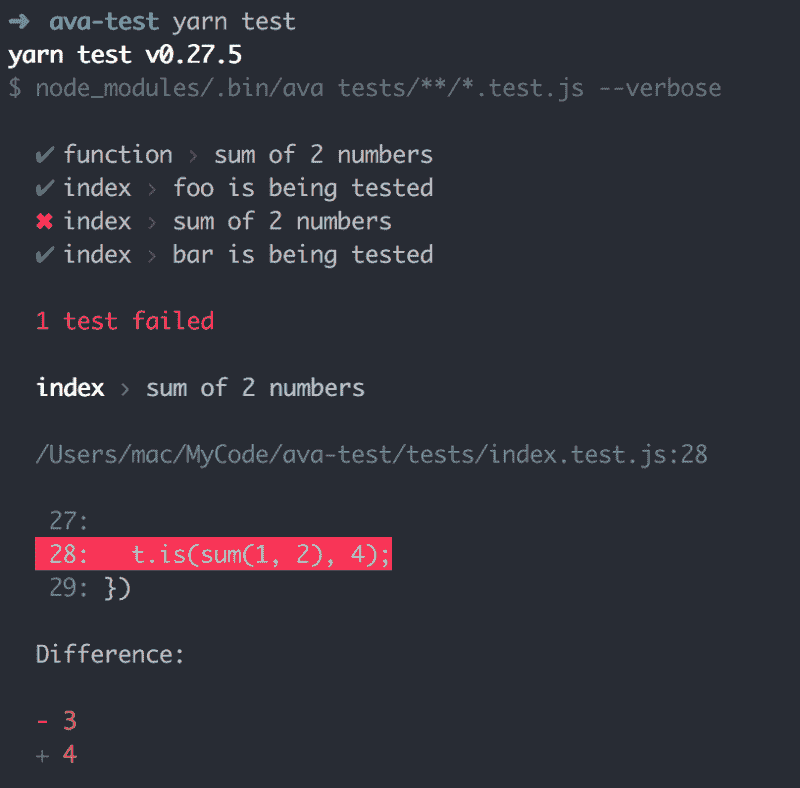 ➜ ava-test yarn test
yarn test v0.27.5
$ node_modules/.bin/ava tests/**/*.test.js --verbose
✔ function › sum of 2 numbers
✔ index › foo is being tested
✖ index › sum of 2 numbers
✔ index › bar is being tested
1 test failed
index › sum of 2 numbers
/Users/mac/MyCode/ava-test/tests/index.test.js:28
27:
28:   t.is(sum(1, 2), 4);
29: })
Difference:
- 3
+ 4